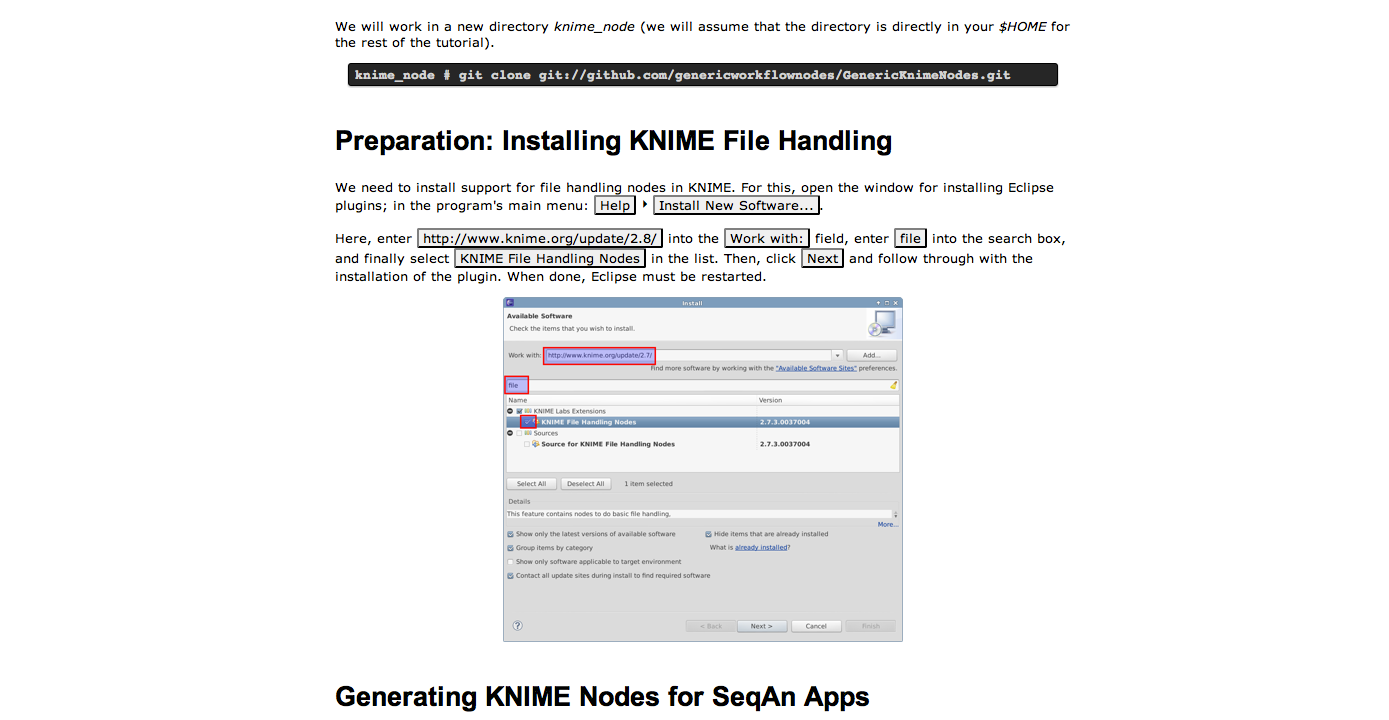 We will work in a new directory knime_node (we will assume that the directory is directly in your $HOME for
the rest of the tutorial).
knime_node # git clone git://github.com/genericworkflownodes/GenericKnimeNodes.git
Preparation: Installing KNIME File Handling
We need to install support for file handling nodes in KNIME. For this, open the window for installing Eclipse
plugins; in the program's main menu: Help ‣ Install New Software... .
Here, enter http://www.knime.org/update/2.8/ into the Work with: field, enter file into the search box,
and finally select KNIME File Handling Nodes in the list. Then, click Next and follow through with the
installation of the plugin. When done, Eclipse must be restarted.
Install
Available Software
Check the items that you wish to install.
Work with: http://www.knime.org/update/2.7/ Add...
Find more software by working with the "Available Software Sites" preferences.
file
Name Version
KNIME Labs Extensions
KNIME File Handling Nodes 2.7.3.0037004
Sources
Source for KNIME File Handling Nodes 2.7.3.0037004
Select All Deselect All 1 item selected
Details
This feature contains nodes to do basic file handling,
More...
Show only the latest versions of available software Hide items that are already installed
Group items by category What is already installed?
Show only software applicable to target environment
Contact all update sites during install to find required software
? < Back Next > Cancel Finish
Generating KNIME Nodes for SeqAn Apps